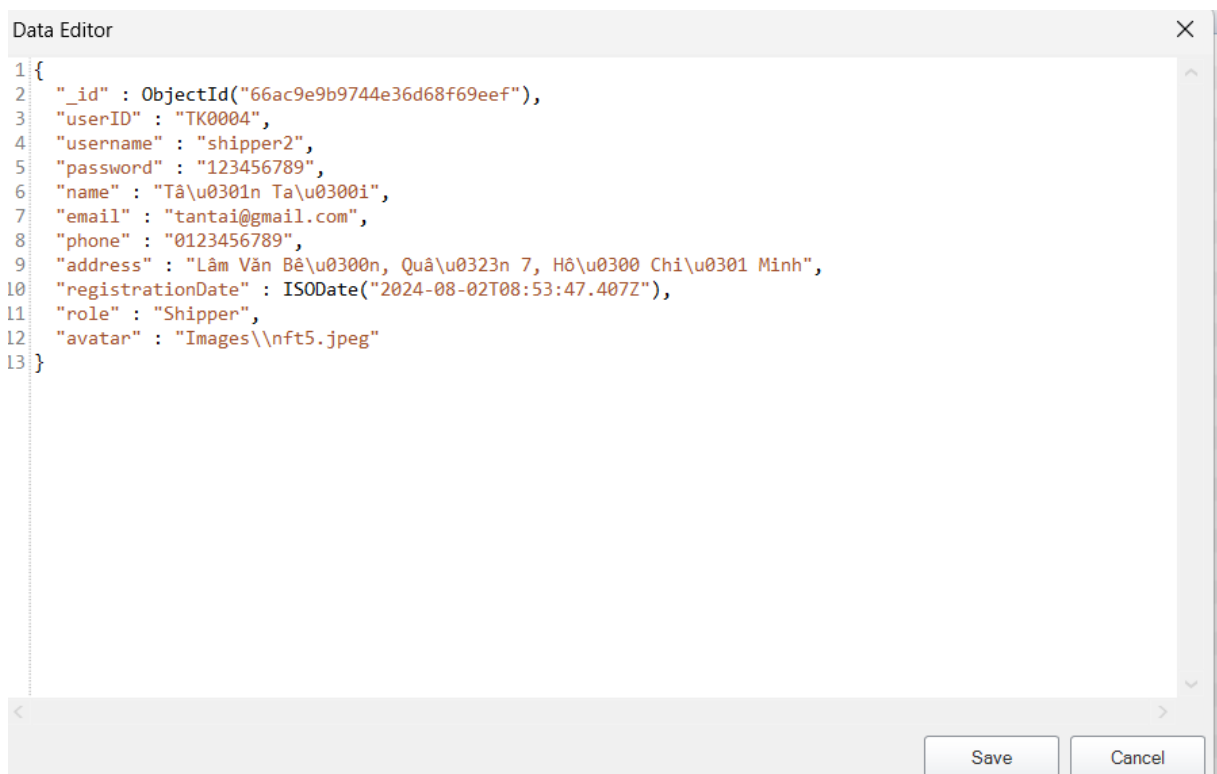 Data Editor
1 {
2 "_id" : ObjectId("66ac9e9b9744e36d68f69eef"),
3 "userID" : "TK0004",
4 "username" : "shipper2",
5 "password" : "123456789",
6 "name" : "Tâ\u0301n Ta\u0300i",
7 "email" : "tantai@gmail.com",
8 "phone" : "0123456789",
9 "address" : "Lâm Văn Bê\u0300n, Quâ\u0323n 7, Hô\u0300 Chi\u0301 Minh",
10 "registrationDate" : ISODate("2024-08-02T08:53:47.407Z"),
11 "role" : "Shipper",
12 "avatar" : "Images\\nft5.jpeg"
13 }
Save Cancel